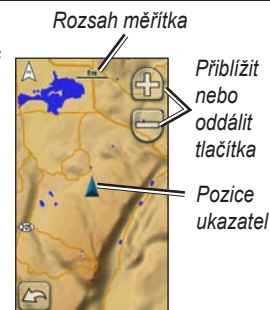 Rozsah měřítka
Přiblížit
nebo
oddálit
tlačítka
Pozice
ukazatel